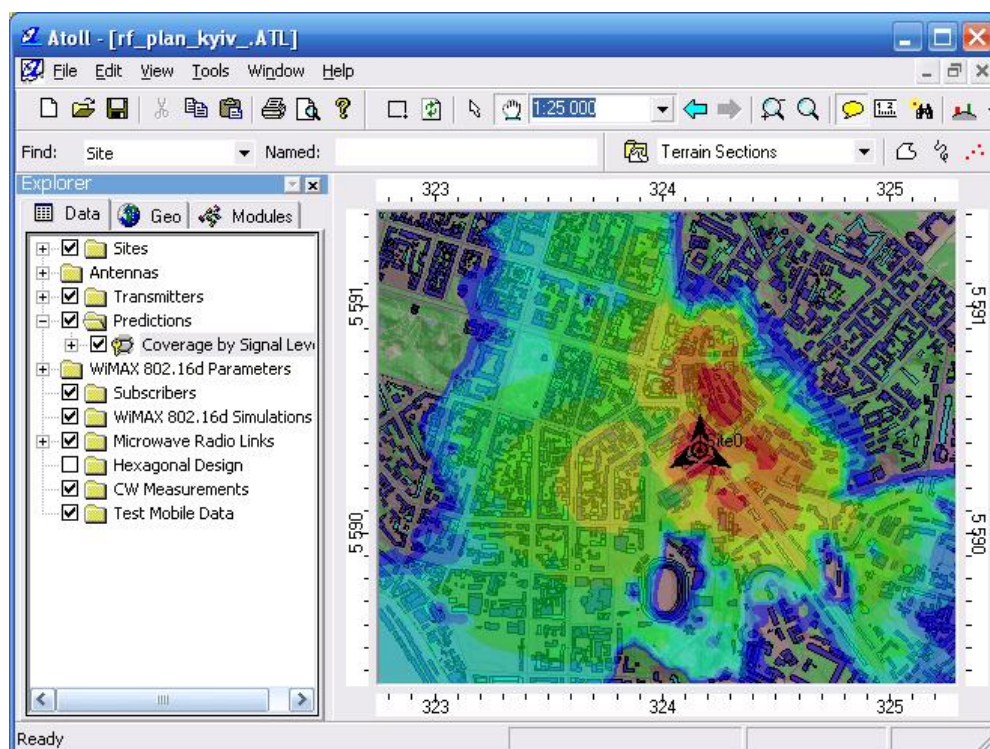 Atoll - [rf_plan_kyiv_.ATL]
File Edit View Tools Window Help
1:25 000
Find: Site Named: Terrain Sections
Explorer
Data Geo Modules
323 324 325
Sites
Antennas
Transmitters
Predictions
Coverage by Signal Leve
WiMAX 802.16d Parameters
Subscribers
WiMAX 802.16d Simulations
Microwave Radio Links
Hexagonal Design
CW Measurements
Test Mobile Data
5 591
5 590
Site0
5 591
5 590
323 324 325
Ready